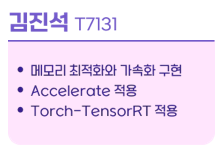 김진석 T7131
• 메모리 최적화와 가속화 구현
• Accelerate 적용
• Torch-TensorRT 적용